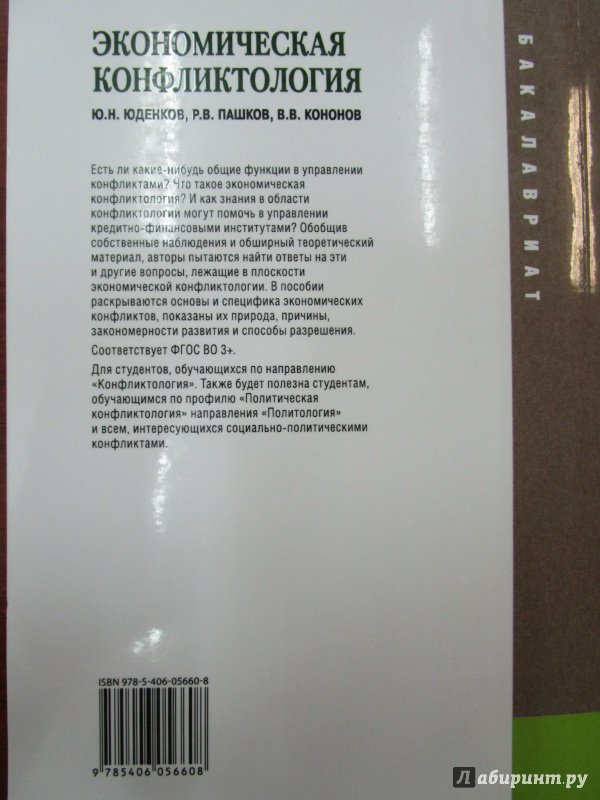 ЭКОНОМИЧЕСКАЯ
КОНФЛИКТОЛОГИЯ
Ю.Н. ЮДЕНКОВ, Р.В. ПАШКОВ, В.В. КОНОНОВ
Есть ли какие-нибудь общие функции в управлении
конфликтами? Что такое экономическая
конфликтология? И как знания в области
конфликтологии могут помочь в управлении
кредитно-финансовыми институтами? Обобщив
собственные наблюдения и обширный теоретический
материал, авторы пытаются найти ответы на эти
и другие вопросы, лежащие в плоскости
экономической конфликтологии. В пособии
раскрываются основы и специфика экономических
конфликтов, показаны их природа, причины,
закономерности развития и способы разрешения.
Соответствует ФГОС ВО 3+.
Для студентов, обучающихся по направлению
«Конфликтология». Также будет полезна студентам,
обучающимся по профилю «Политическая
конфликтология» направления «Политология»
и всем, интересующихся социально-политическими
конфликтами.
ISBN 978-5-406-05660-8
9 785406 056608
БАКАЛАВРИАТ
лабиринт.ру